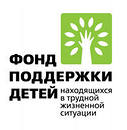 ФОНД
ПОДДЕРЖКИ
ДЕТЕЙ
находящихся
в трудной
жизненной
ситуации